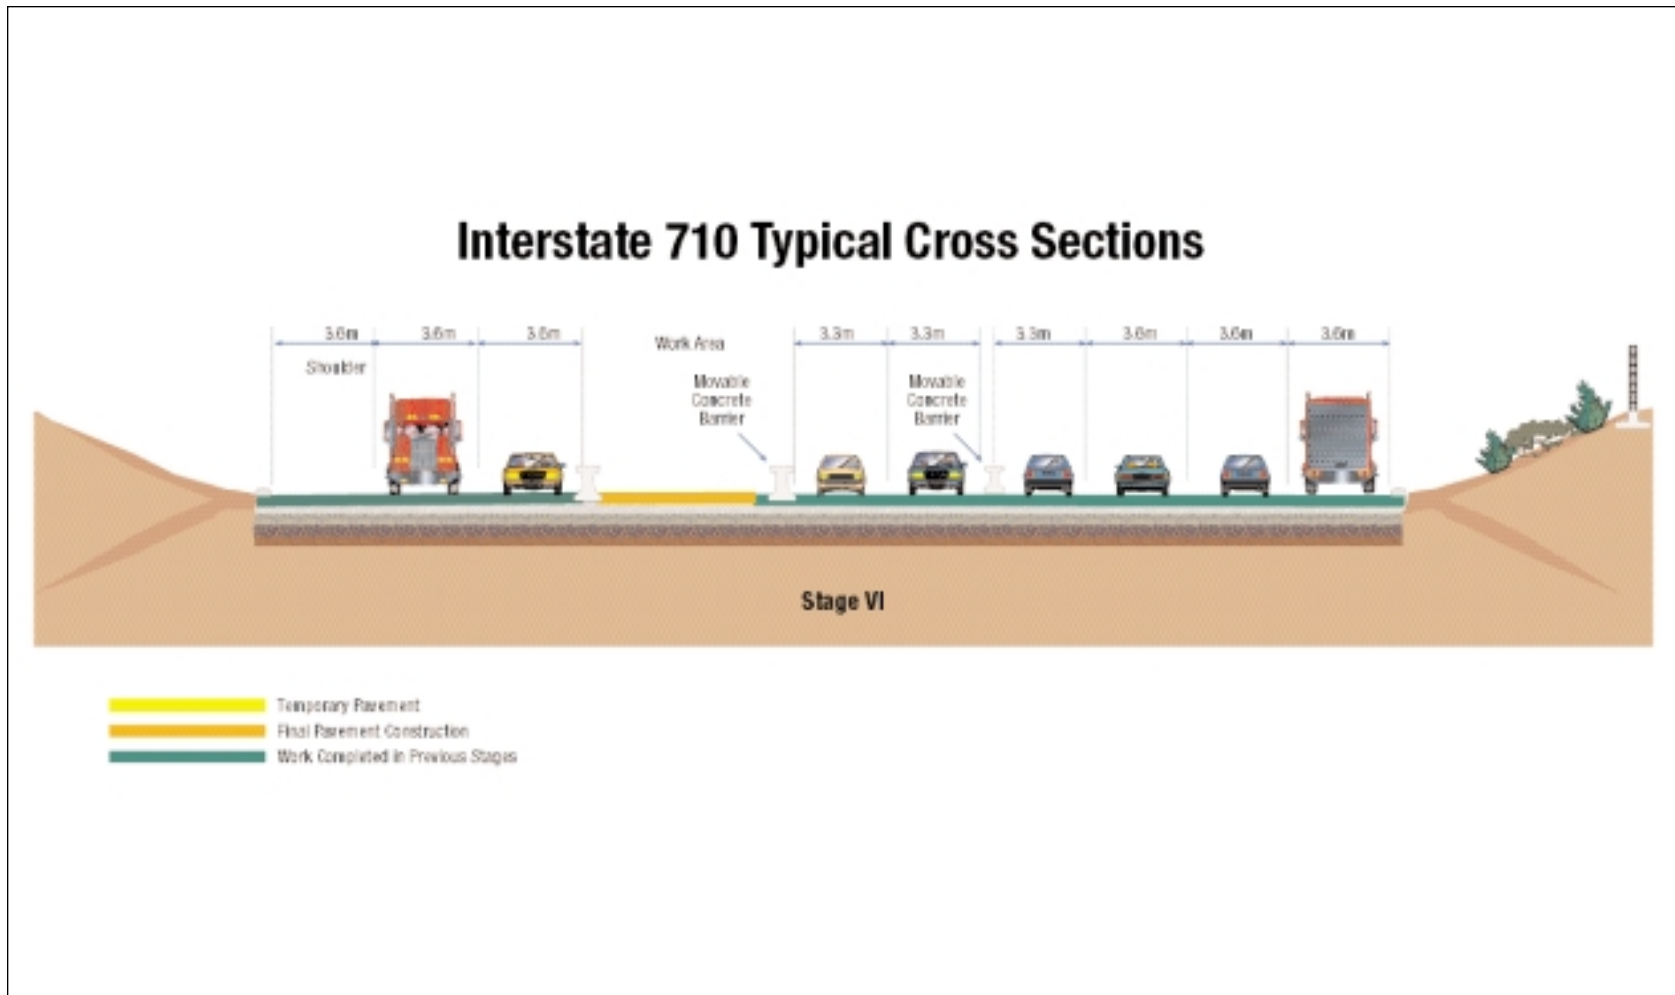 Interstate 710 Typical Cross Sections
3.6m 3.6m 3.6m Work Area 3.3m 3.3m 3.3m 3.6m 3.6m 3.6m
Shoulder
Movable
Concrete
Barrier
Movable
Concrete
Barrier
Stage VI
Temporary Pavement
Final Pavement Construction
Work Completed in Previous Stages